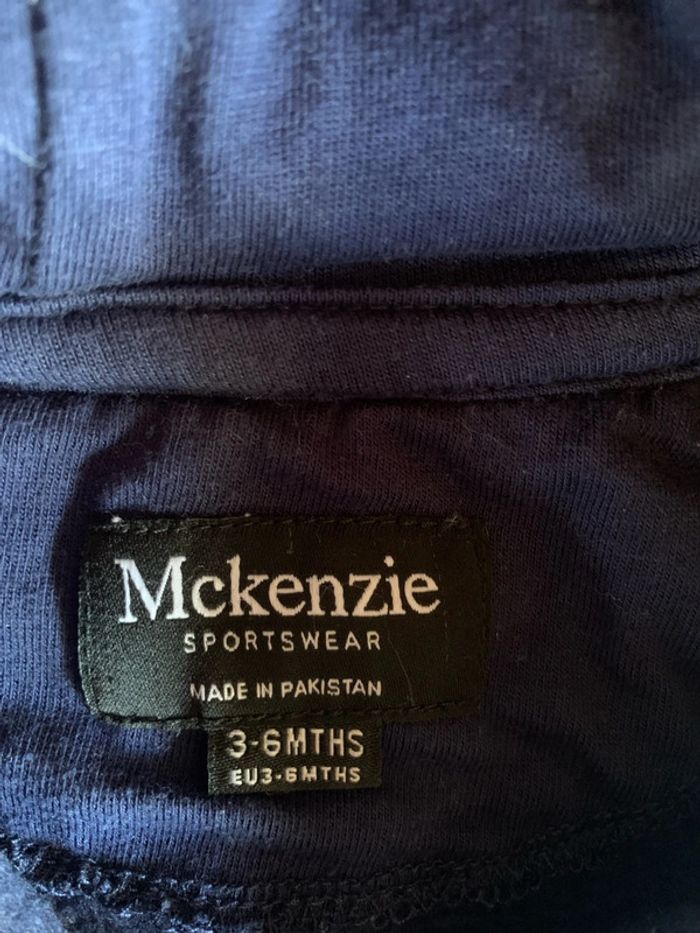 Mckenzie
SPORTSWEAR
MADE IN PAKISTAN
3-6MTHS
EU3-6MTHS